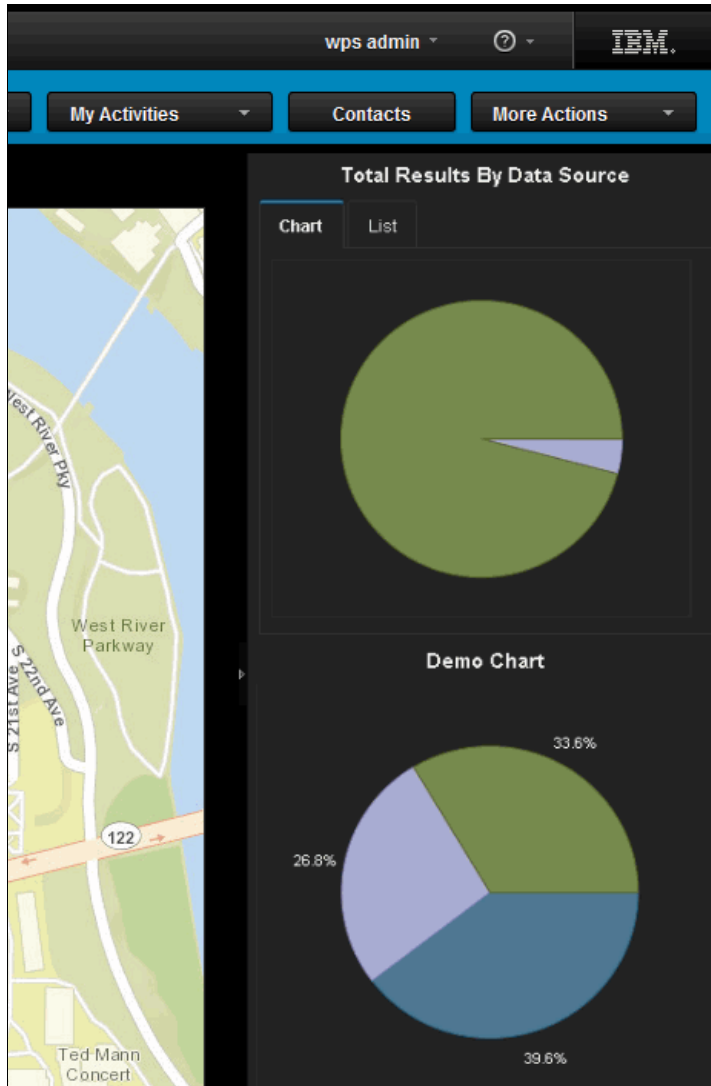 wps admin
?
IBM.
My Activities
Contacts
More Actions
Total Results By Data Source
Chart
List
West River Pky
West River
Parkway
S 22nd Ave
S 21st Ave
122
Ted Mann
Concert
Demo Chart
33.6%
26.8%
39.6%